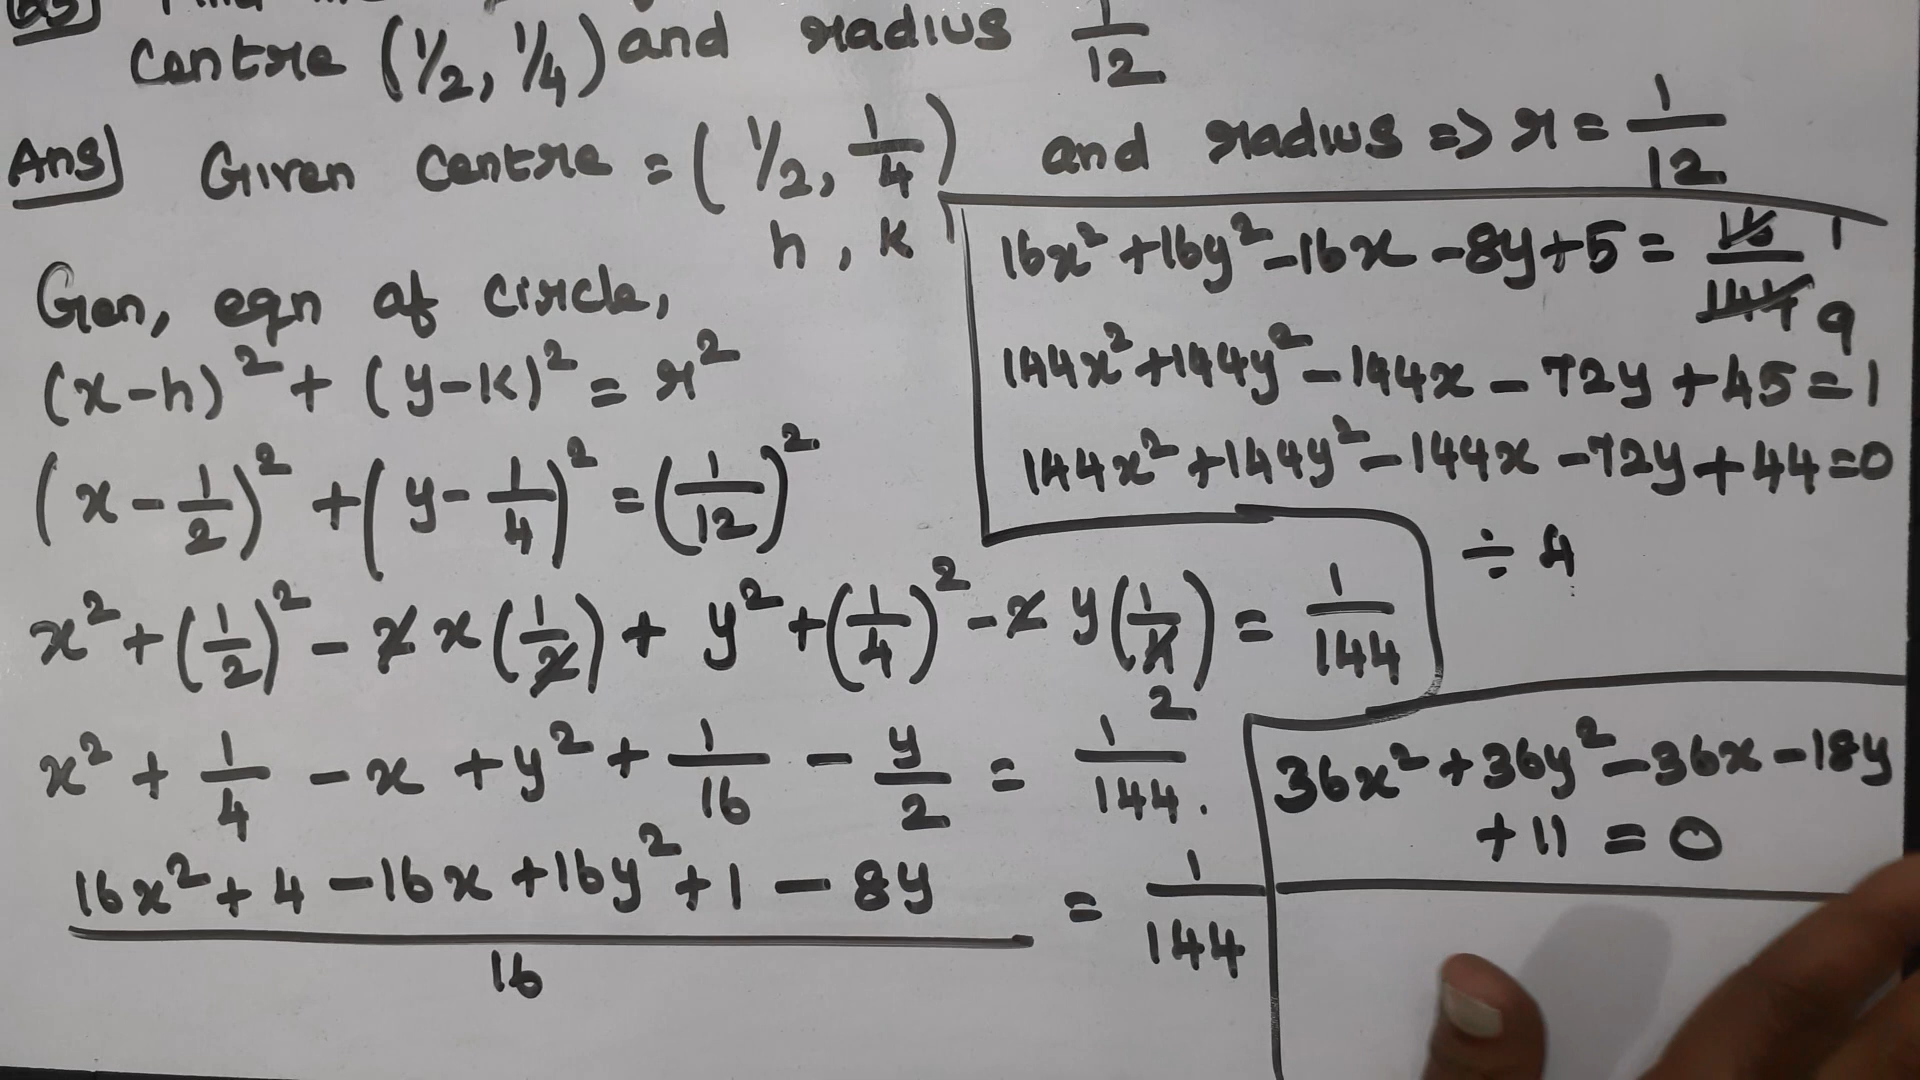 centre (1/2, 1/4) and radius 1/12
Ans) Given centre = (1/2, 1/4) and radius => r = 1/12
h, k
Gen, eqn of circle,
(x-h)² + (y-k)² = r²
(x - 1/2)² + (y - 1/4)² = (1/12)²
x² + (1/2)² - 2x(1/2) + y² + (1/4)² - 2y(1/4) = 1/144
2
x² + 1/4 - x + y² + 1/16 - y/2 = 1/144.
(16x² + 4 - 16x + 16y² + 1 - 8y)/16 = 1/144
16x² + 16y² - 16x - 8y + 5 = 16/144 1 9
144x² + 144y² - 144x - 72y + 45 = 1
144x² + 144y² - 144x - 72y + 44 = 0
÷ 4
36x² + 36y² - 36x - 18y
+ 11 = 0